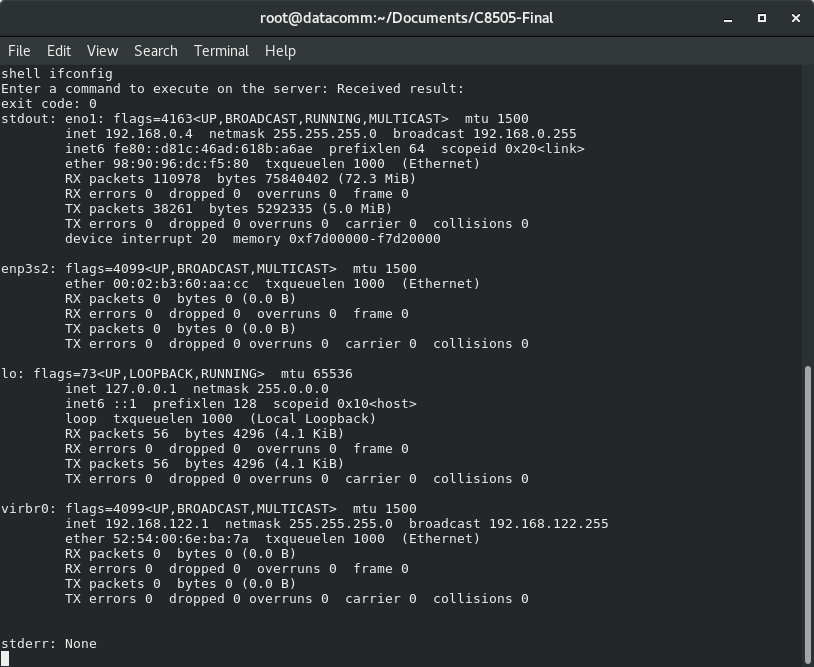 root@datacomm:~/Documents/C8505-Final
File Edit View Search Terminal Help
shell ifconfig
Enter a command to execute on the server: Received result:
exit code: 0
stdout: eno1: flags=4163<UP,BROADCAST,RUNNING,MULTICAST>  mtu 1500
        inet 192.168.0.4  netmask 255.255.255.0  broadcast 192.168.0.255
        inet6 fe80::d81c:46ad:618b:a6ae  prefixlen 64  scopeid 0x20<link>
        ether 98:90:96:dc:f5:80  txqueuelen 1000  (Ethernet)
        RX packets 110978  bytes 75840402 (72.3 MiB)
        RX errors 0  dropped 0  overruns 0  frame 0
        TX packets 38261  bytes 5292335 (5.0 MiB)
        TX errors 0  dropped 0 overruns 0  carrier 0  collisions 0
        device interrupt 20  memory 0xf7d00000-f7d20000

enp3s2: flags=4099<UP,BROADCAST,MULTICAST>  mtu 1500
        ether 00:02:b3:60:aa:cc  txqueuelen 1000  (Ethernet)
        RX packets 0  bytes 0 (0.0 B)
        RX errors 0  dropped 0  overruns 0  frame 0
        TX packets 0  bytes 0 (0.0 B)
        TX errors 0  dropped 0 overruns 0  carrier 0  collisions 0

lo: flags=73<UP,LOOPBACK,RUNNING>  mtu 65536
        inet 127.0.0.1  netmask 255.0.0.0
        inet6 ::1  prefixlen 128  scopeid 0x10<host>
        loop  txqueuelen 1000  (Local Loopback)
        RX packets 56  bytes 4296 (4.1 KiB)
        RX errors 0  dropped 0  overruns 0  frame 0
        TX packets 56  bytes 4296 (4.1 KiB)
        TX errors 0  dropped 0 overruns 0  carrier 0  collisions 0

virbr0: flags=4099<UP,BROADCAST,MULTICAST>  mtu 1500
        inet 192.168.122.1  netmask 255.255.255.0  broadcast 192.168.122.255
        ether 52:54:00:6e:ba:7a  txqueuelen 1000  (Ethernet)
        RX packets 0  bytes 0 (0.0 B)
        RX errors 0  dropped 0  overruns 0  frame 0
        TX packets 0  bytes 0 (0.0 B)
        TX errors 0  dropped 0 overruns 0  carrier 0  collisions 0

stderr: None